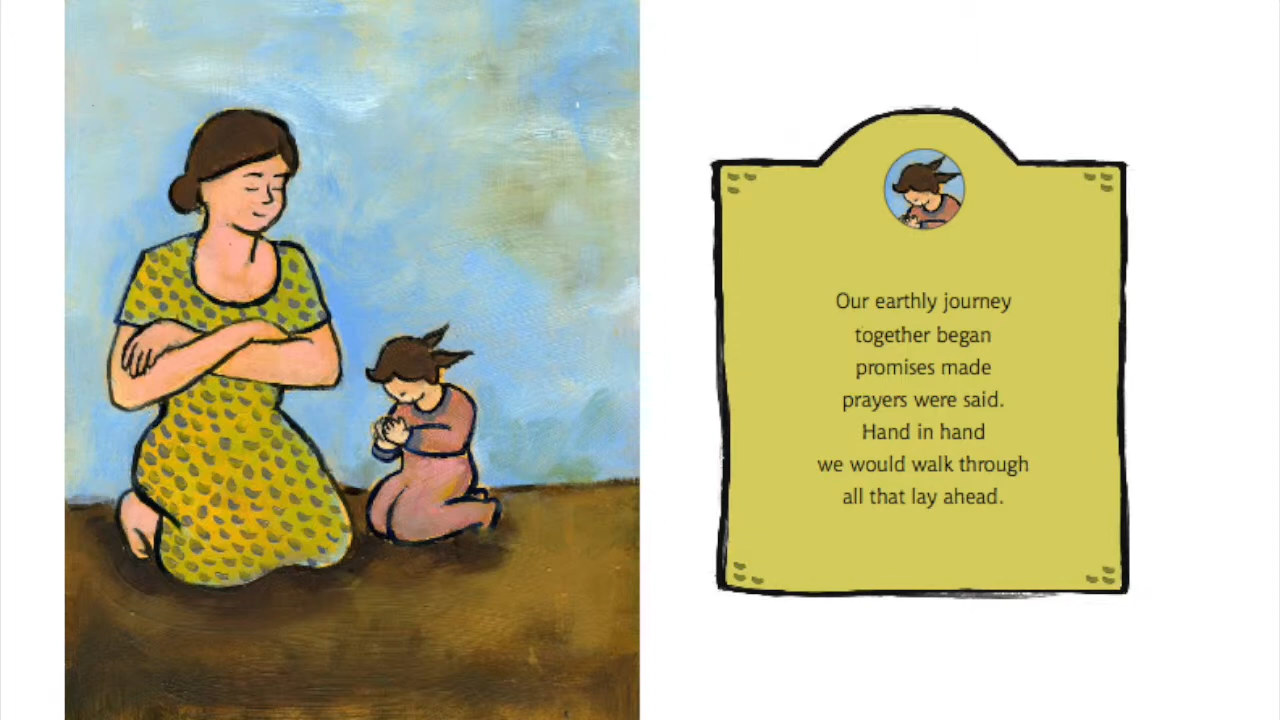 Our earthly journey
together began
promises made
prayers were said.
Hand in hand
we would walk through
all that lay ahead.